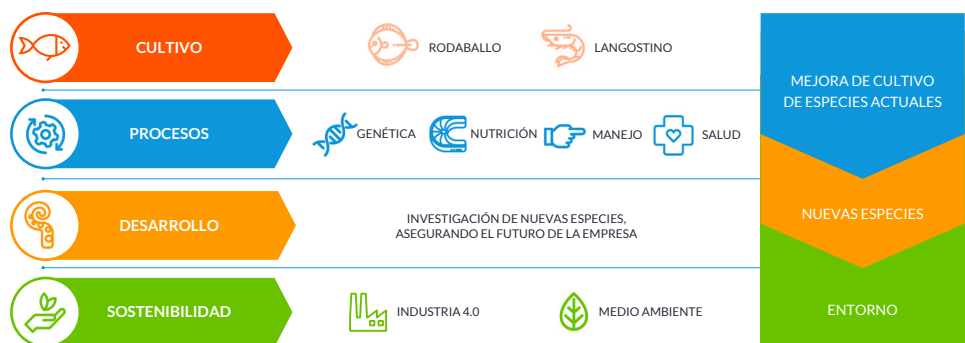 CULTIVO
RODABALLO
LANGOSTINO
MEJORA DE CULTIVO
DE ESPECIES ACTUALES
PROCESOS
GENÉTICA
NUTRICIÓN
MANEJO
SALUD
DESARROLLO
INVESTIGACIÓN DE NUEVAS ESPECIES,
ASEGURANDO EL FUTURO DE LA EMPRESA
NUEVAS ESPECIES
SOSTENIBILIDAD
INDUSTRIA 4.0
MEDIO AMBIENTE
ENTORNO